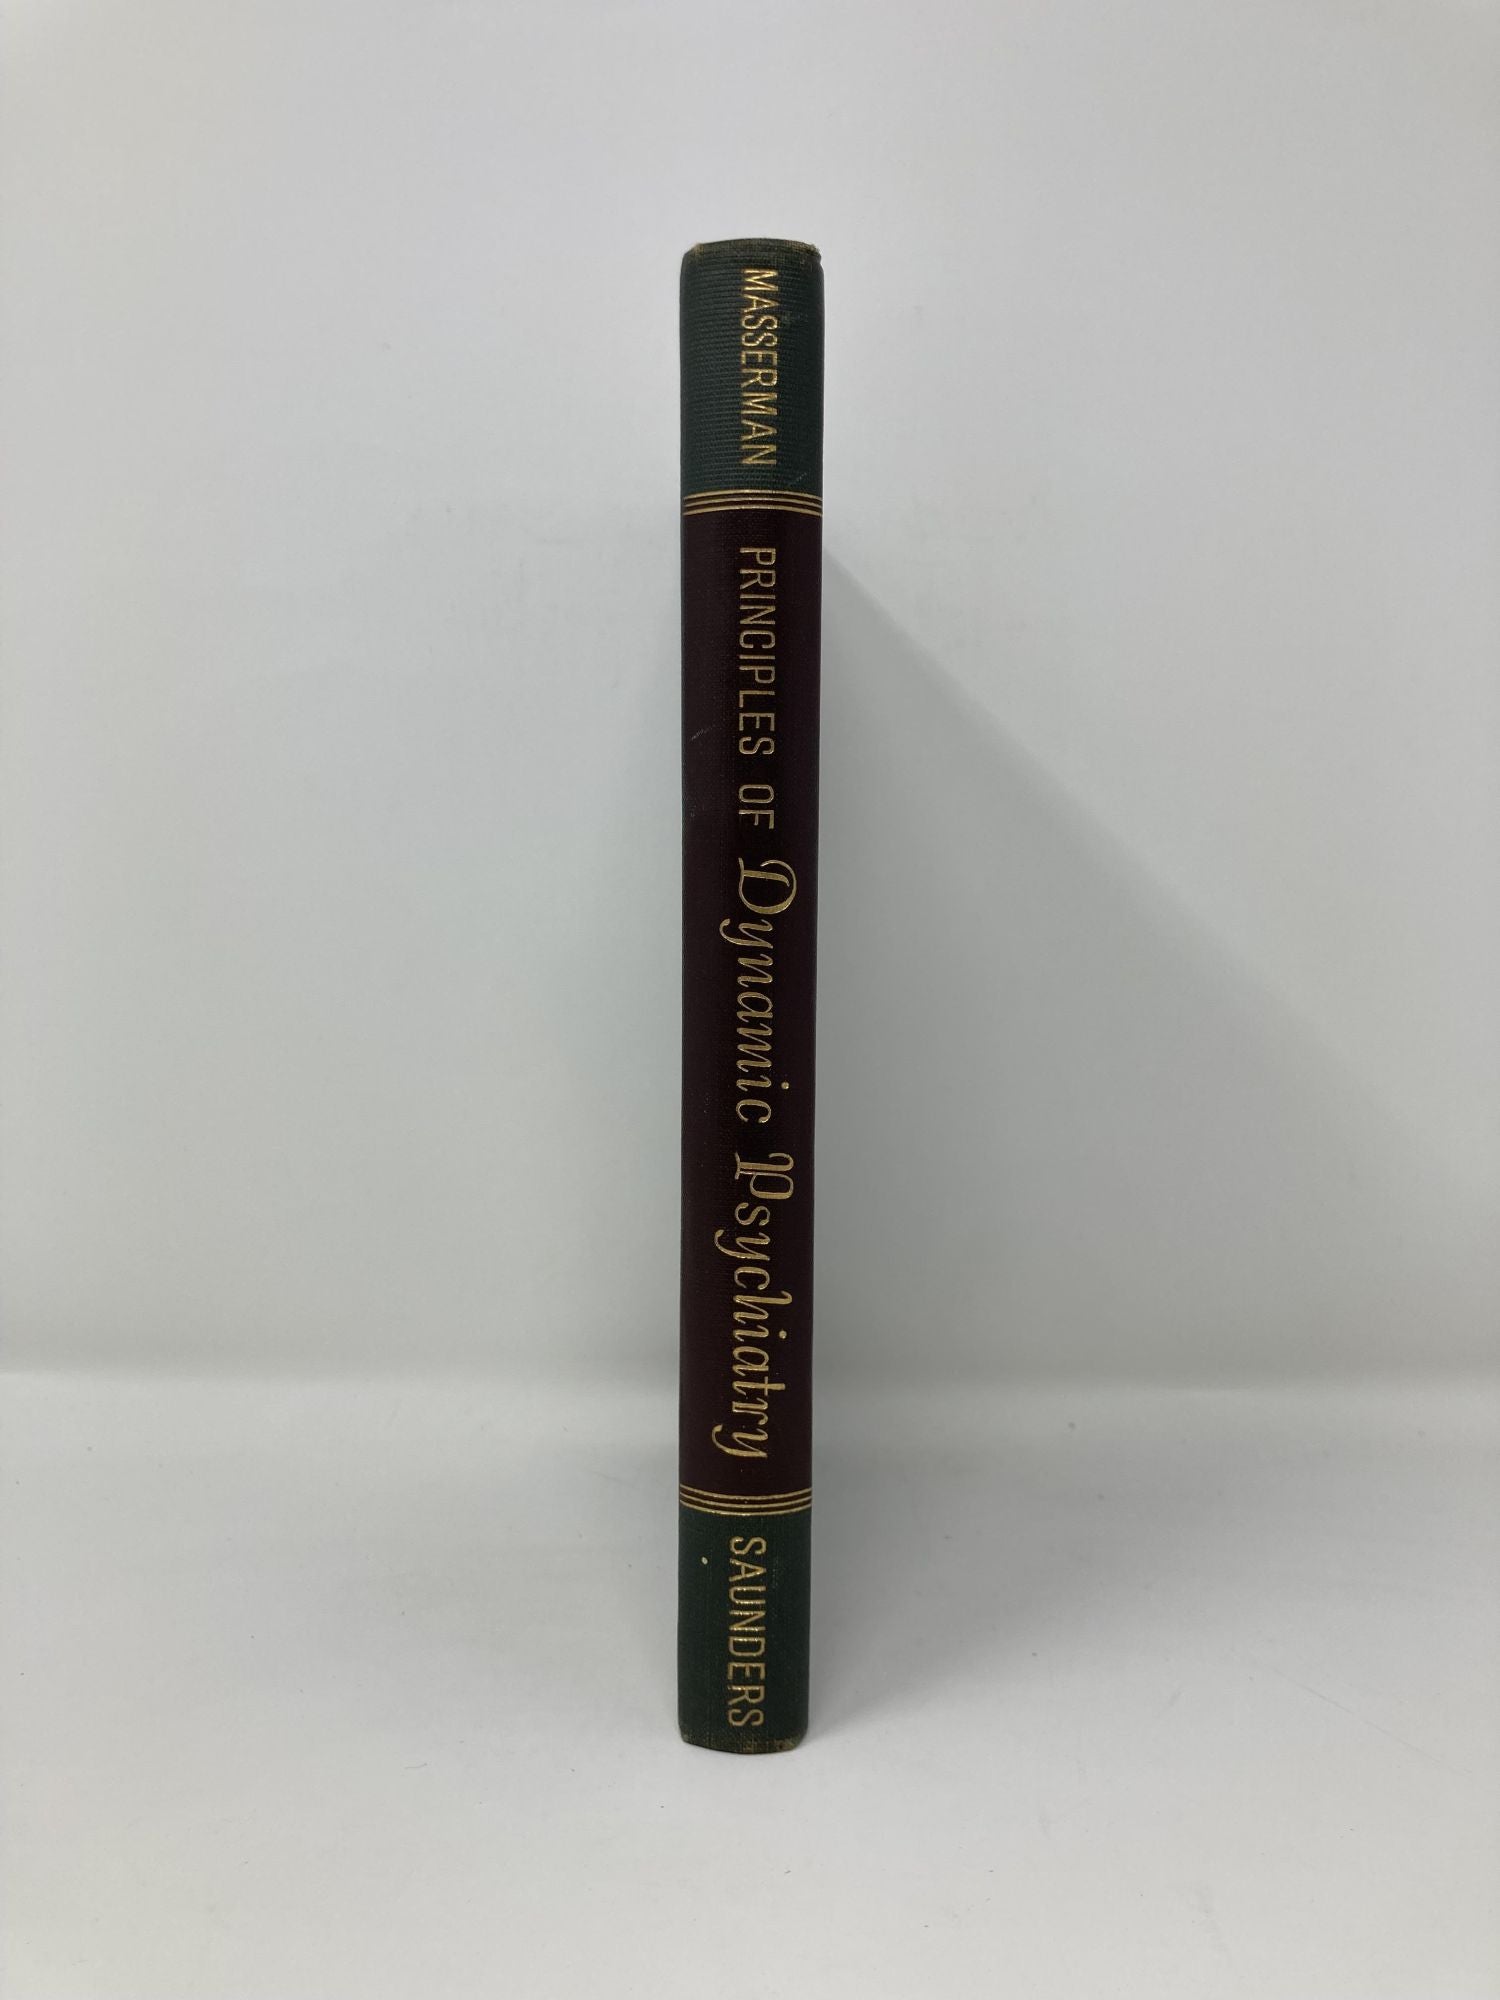 MASSERMAN
PRINCIPLES OF Dynamic Psychiatry
SAUNDERS